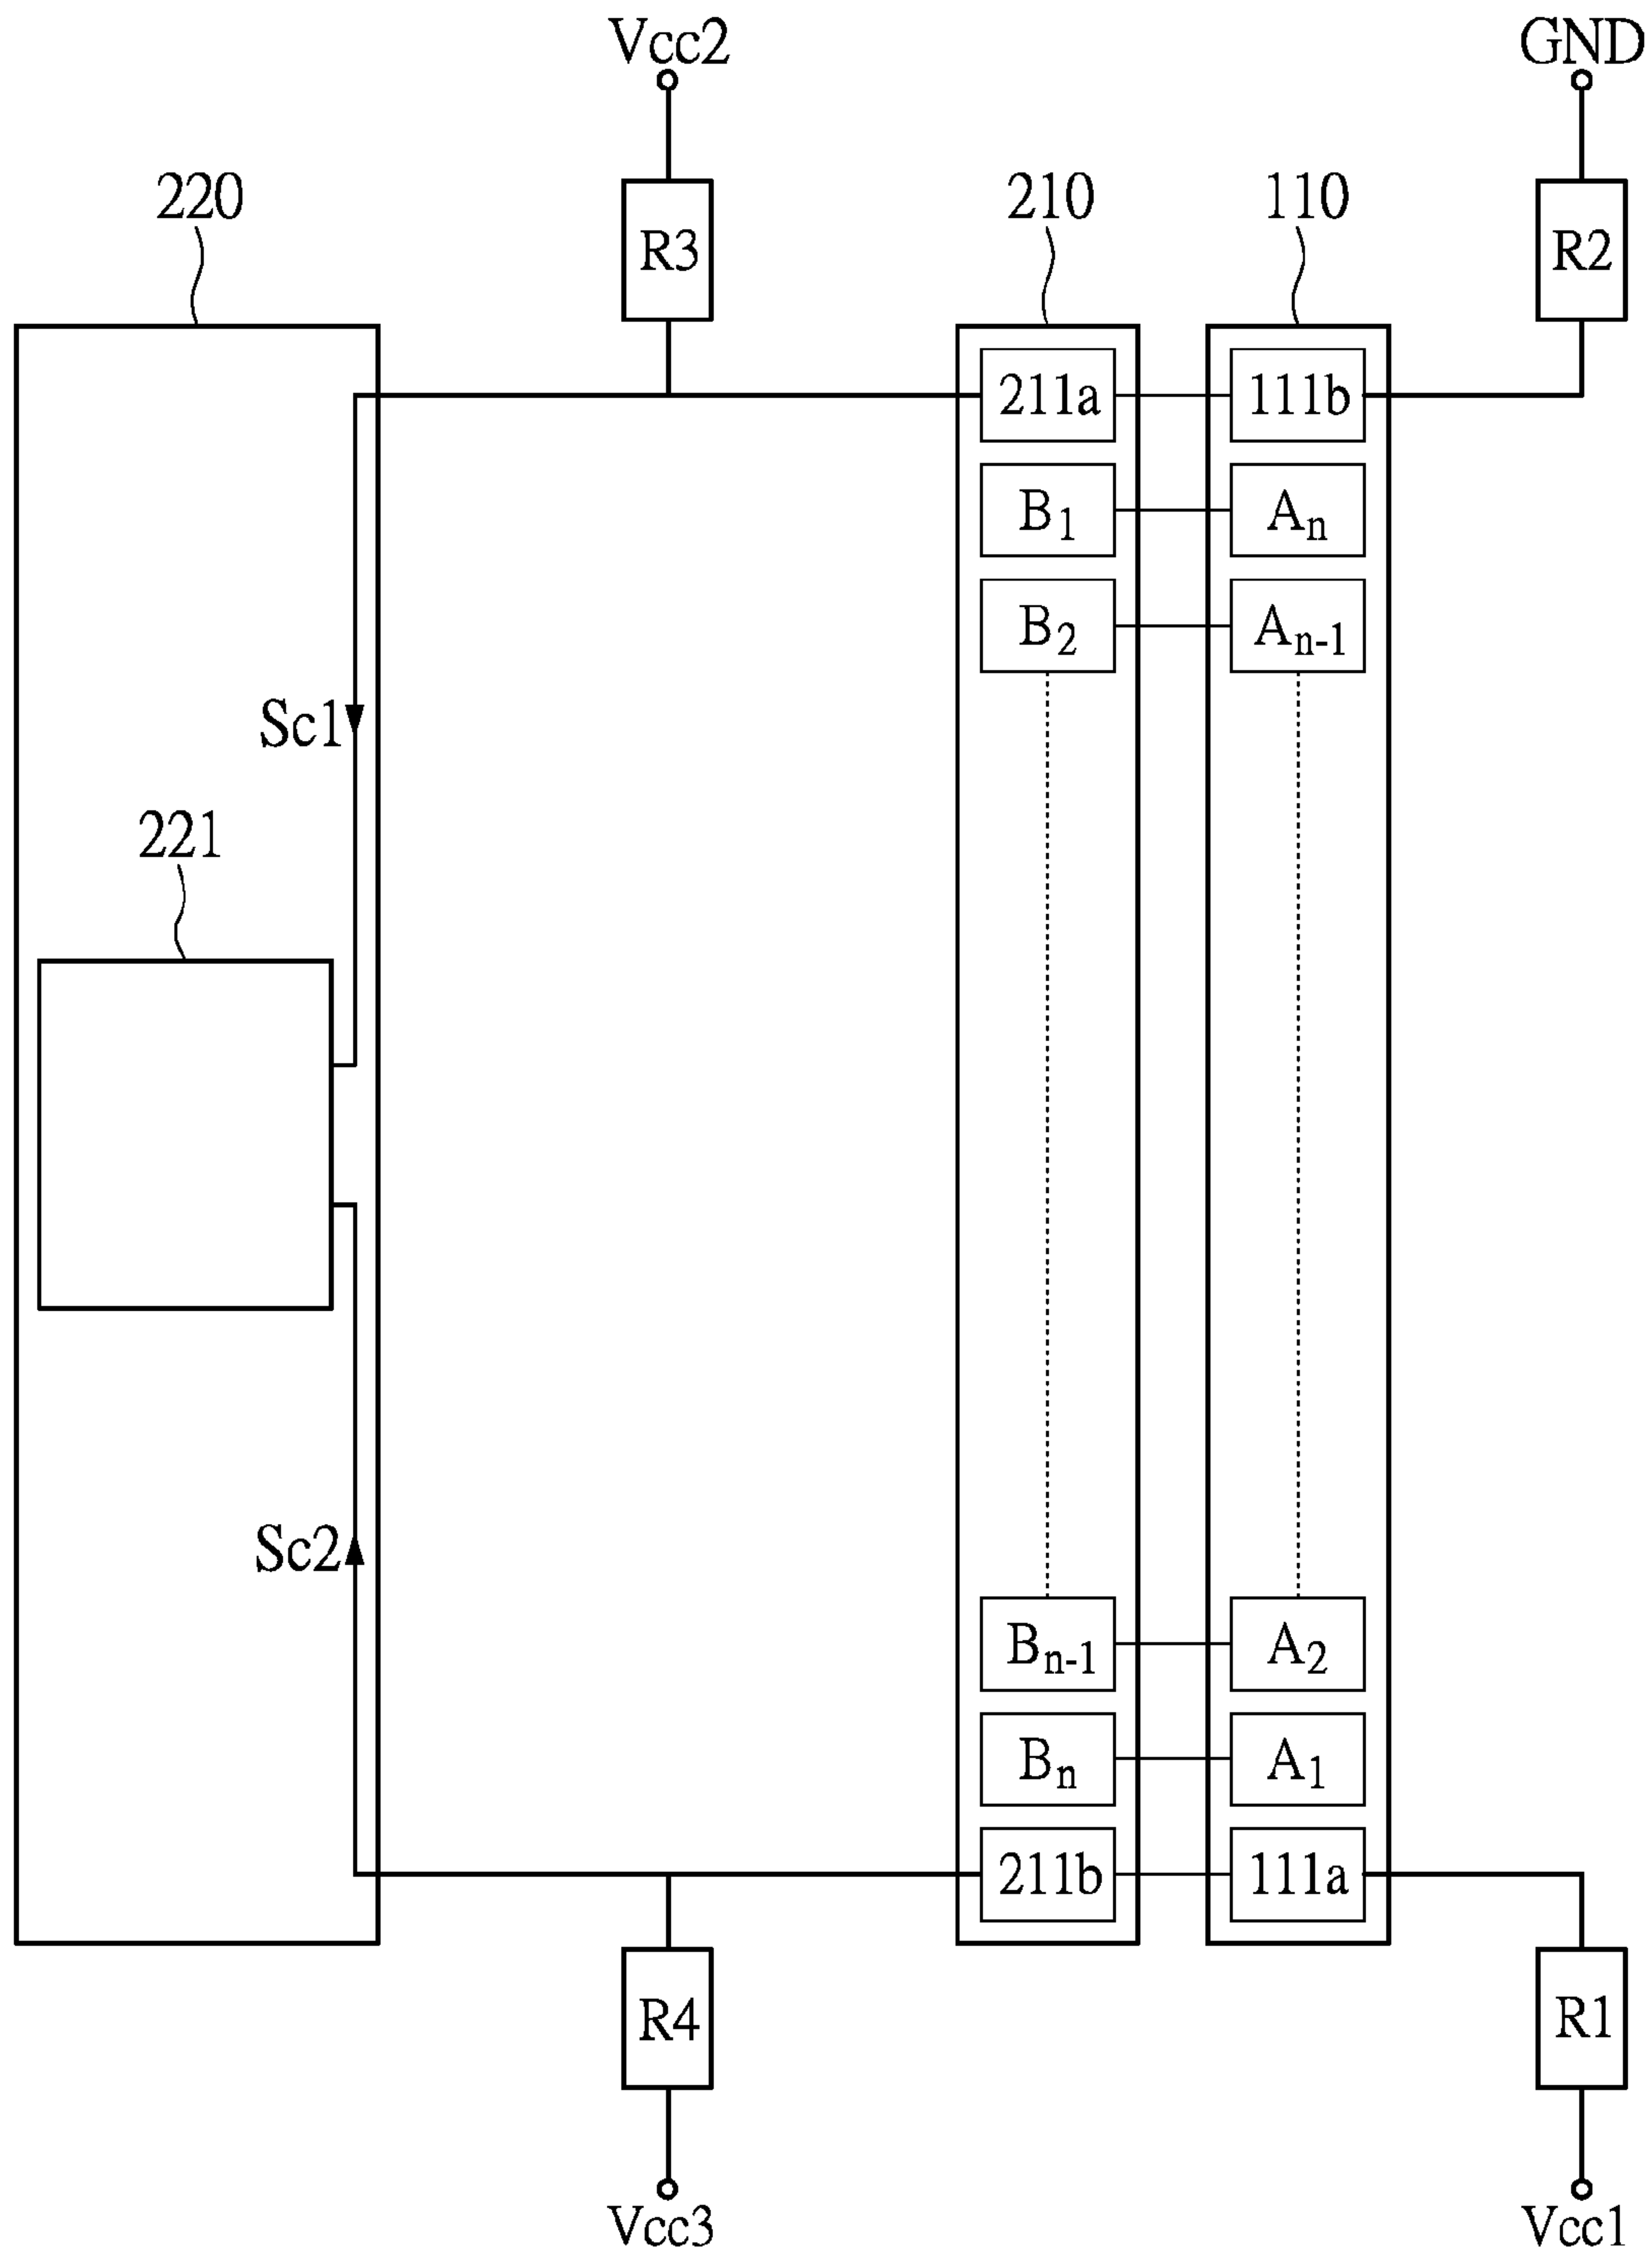 Vcc2 GND
220 R3 210 110 R2
211a 111b
B1 An
B2 An-1
Sc1
221
Sc2
Bn-1 A2
Bn A1
211b 111a
R4 R1
Vcc3 Vcc1